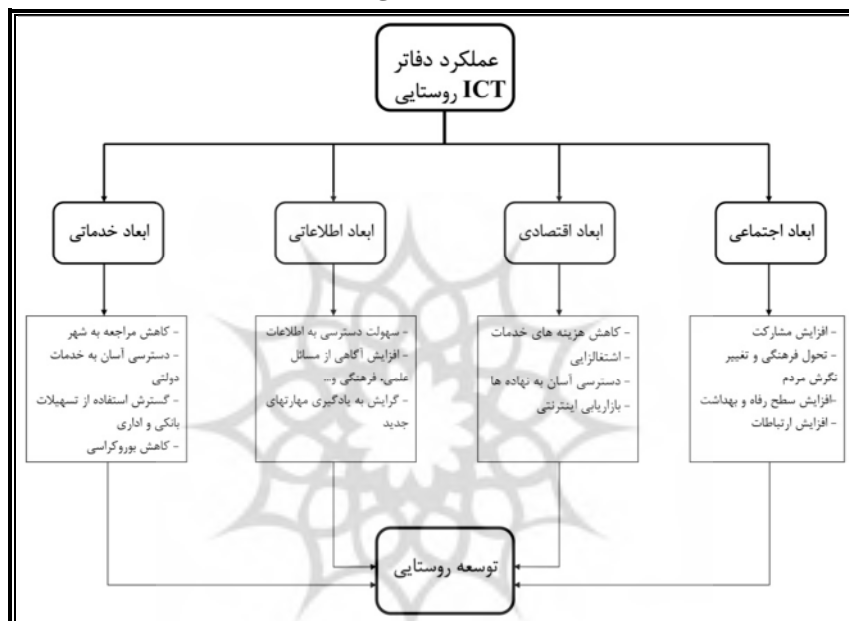 عملکرد دفاتر
ICT روستایی
ابعاد اجتماعی
ابعاد اقتصادی
ابعاد اطلاعاتی
ابعاد خدماتی
- افزایش مشارکت
- تحول فرهنگی و تغییر
نگرش مردم
-افزایش سطح رفاه و بهداشت
- افزایش ارتباطات
- کاهش هزینه های خدمات
- اشتغالزایی
- دسترسی آسان به نهاده ها
- بازاریابی اینترنتی
- سهولت دسترسی به اطلاعات
- افزایش آگاهی از مسائل
علمی، فرهنگی و...
- گرایش به یادگیری مهارتهای
جدید
- کاهش مراجعه به شهر
- دسترسی آسان به خدمات
دولتی
- گسترش استفاده از تسهیلات
بانکی و اداری
- کاهش بوروکراسی
توسعه روستایی